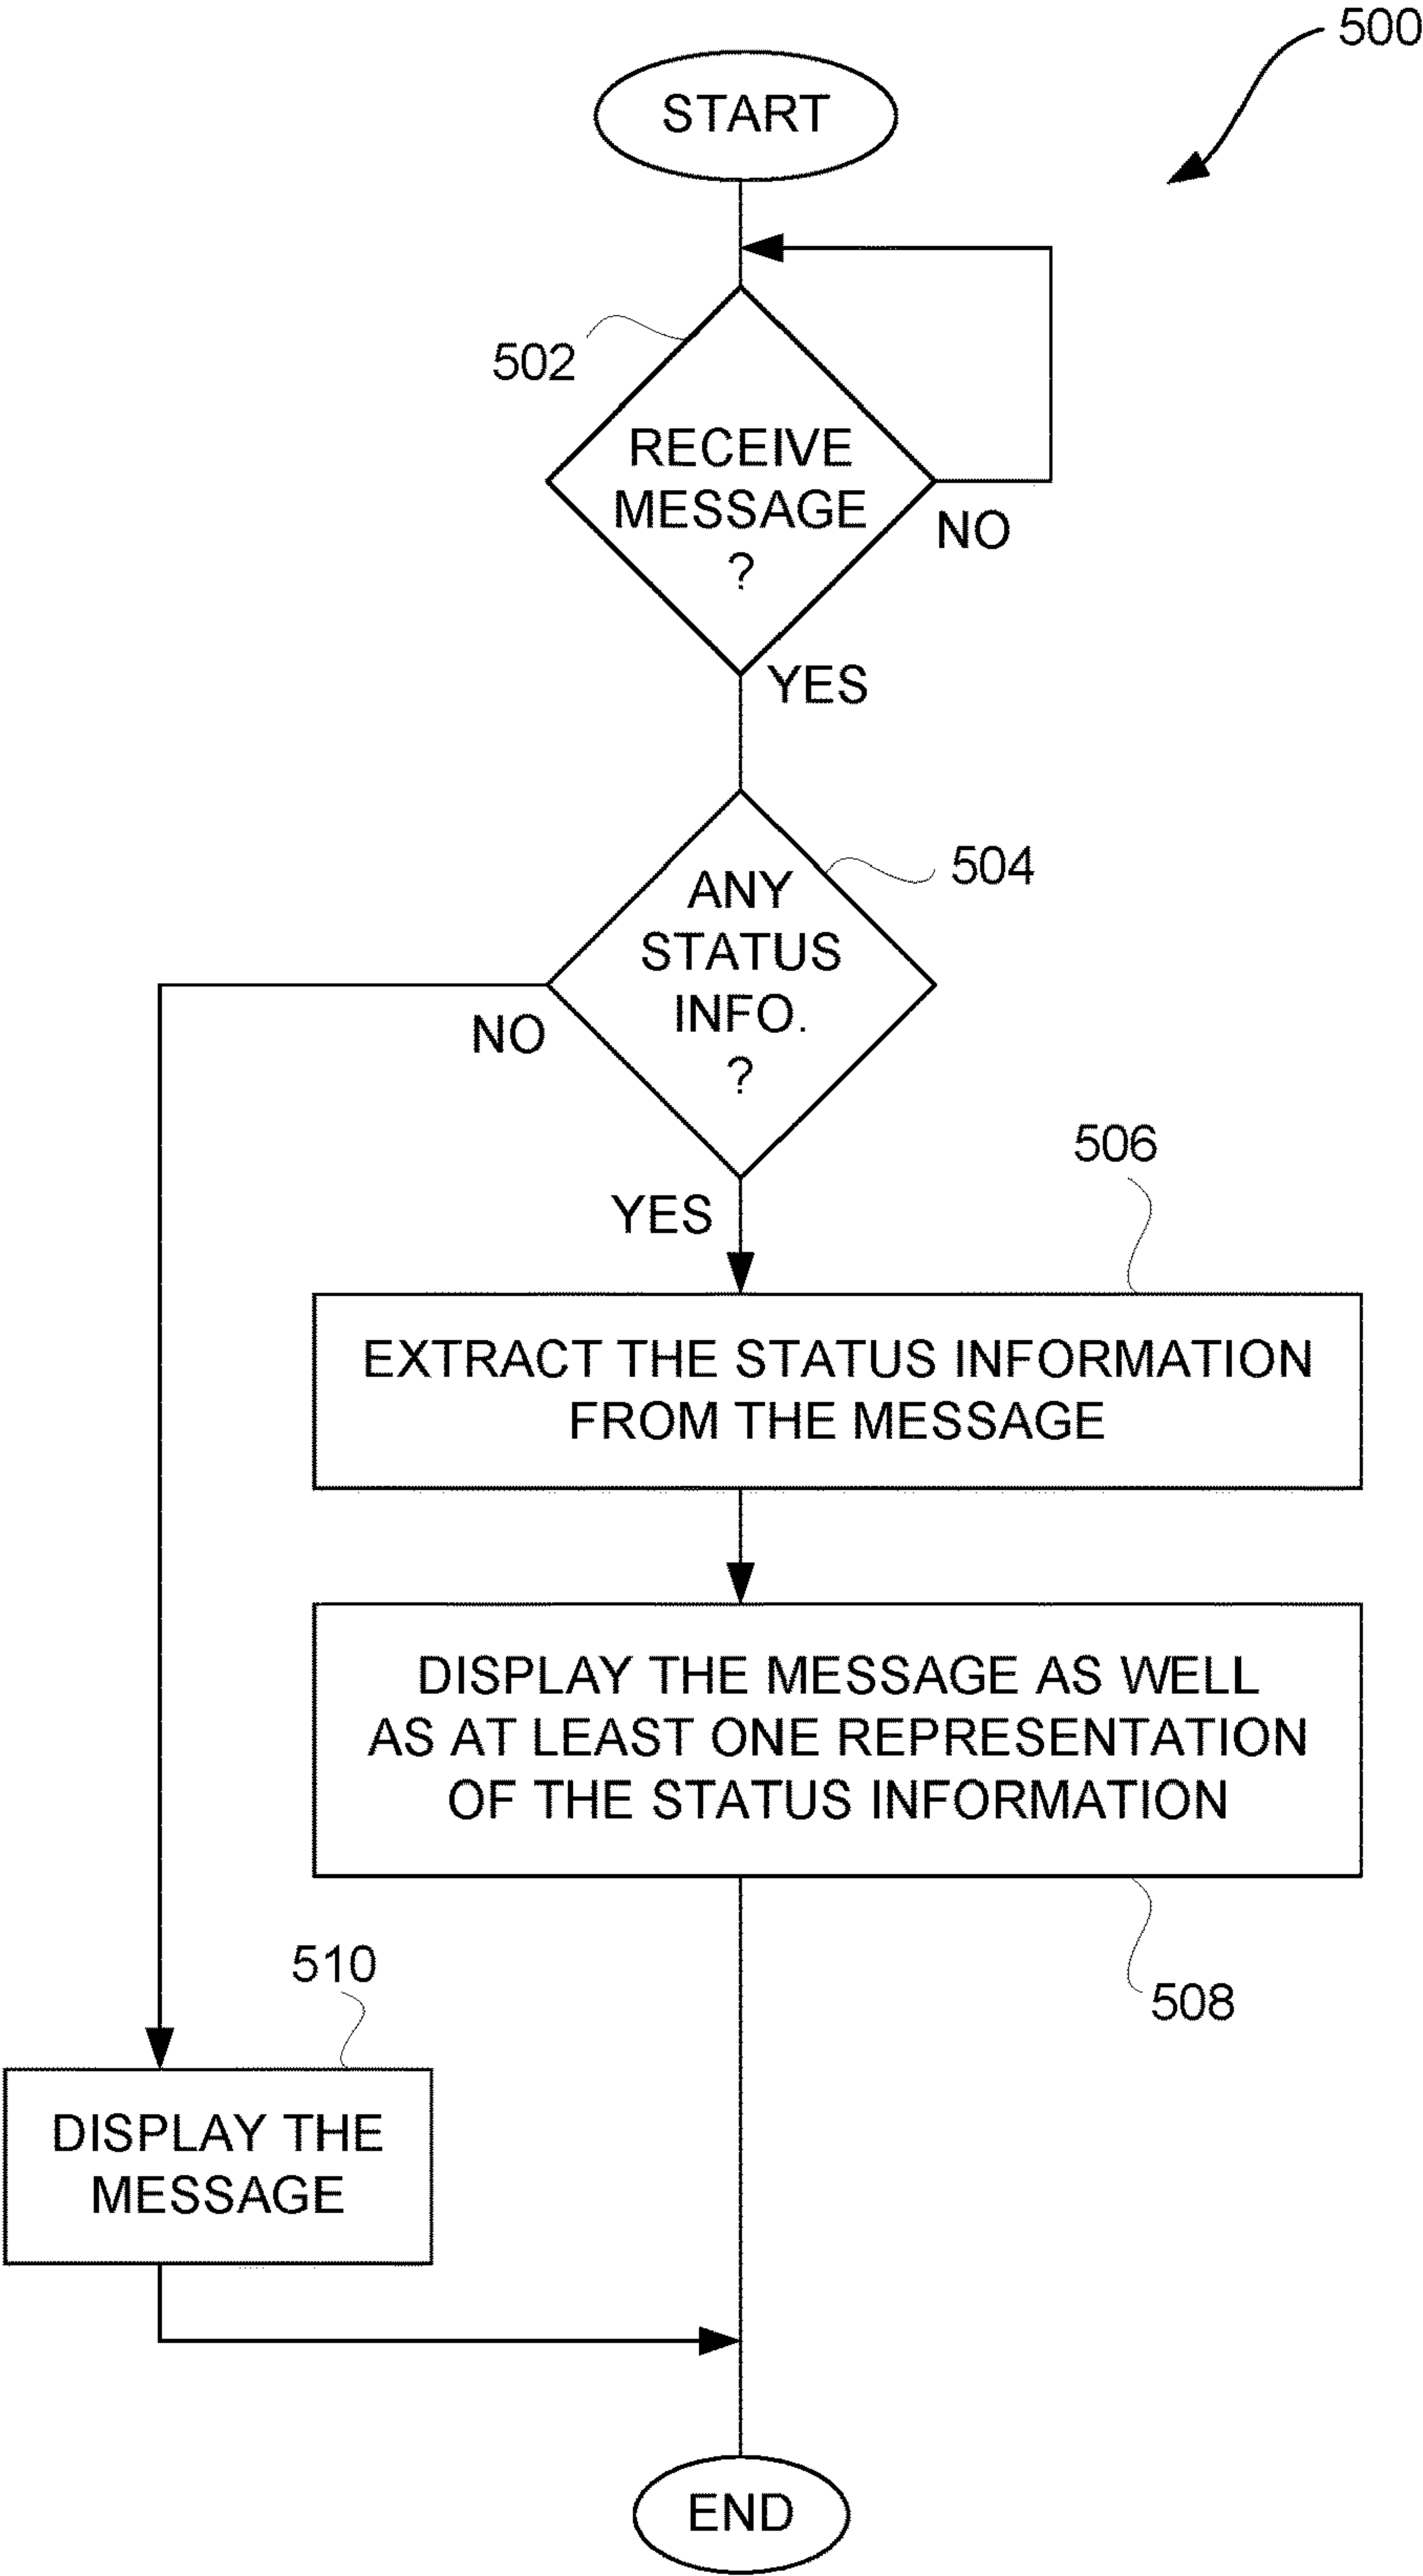 500
START
502
RECEIVE
MESSAGE
?
NO
YES
504
ANY
STATUS
INFO.
?
NO
YES
506
EXTRACT THE STATUS INFORMATION
FROM THE MESSAGE
DISPLAY THE MESSAGE AS WELL
AS AT LEAST ONE REPRESENTATION
OF THE STATUS INFORMATION
508
510
DISPLAY THE
MESSAGE
END